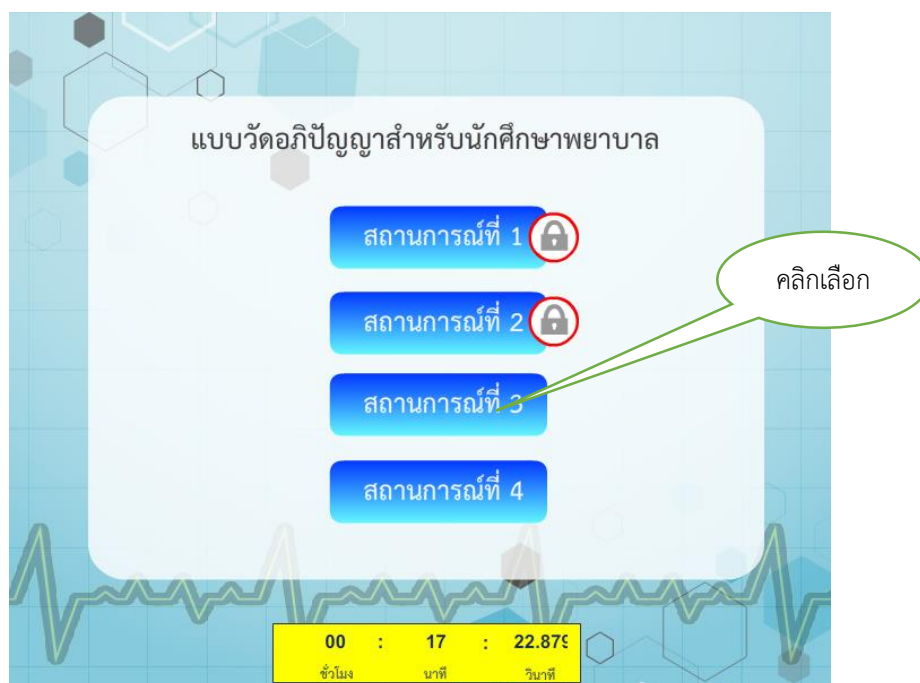 แบบวัดอภิปัญญาสำหรับนักศึกษาพยาบาล
สถานการณ์ที่ 1
สถานการณ์ที่ 2
คลิกเลือก
สถานการณ์ที่ 3
สถานการณ์ที่ 4
00 : 17 : 22.879
ชั่วโมง นาที วินาที